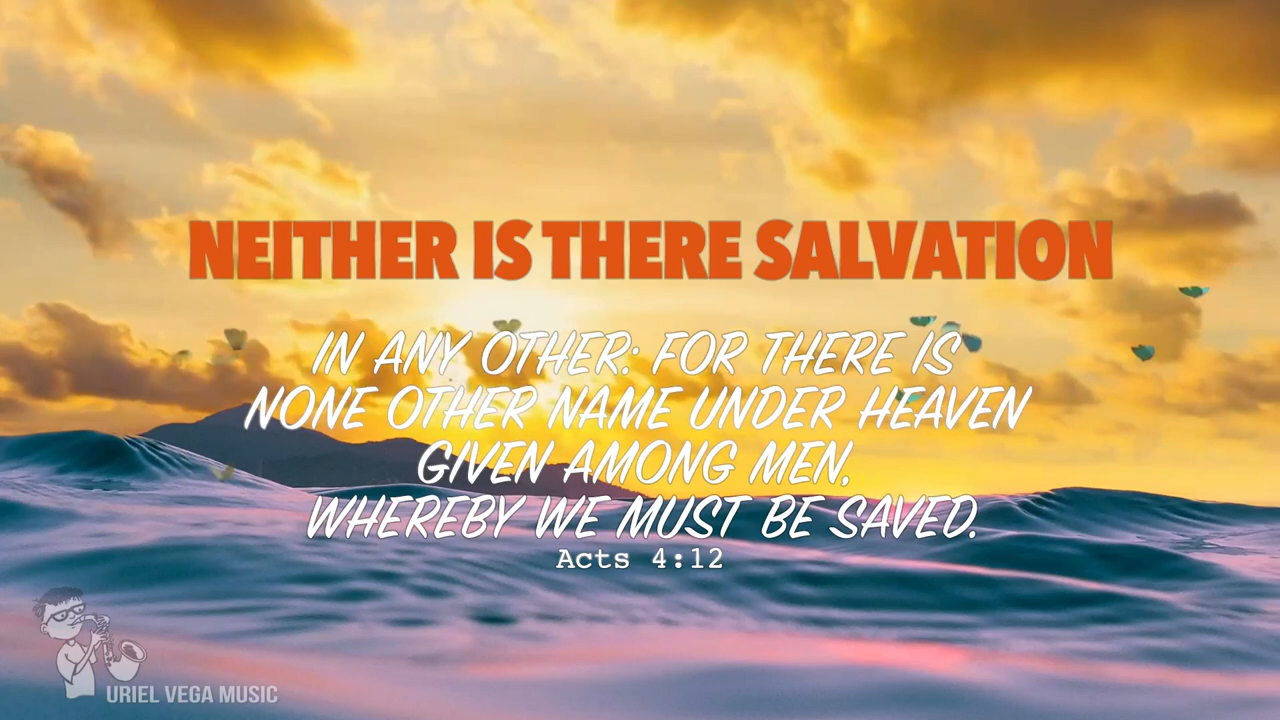 NEITHER IS THERE SALVATION
IN ANY OTHER: FOR THERE IS
NONE OTHER NAME UNDER HEAVEN
GIVEN AMONG MEN,
WHEREBY WE MUST BE SAVED.
Acts 4:12
URIEL VEGA MUSIC